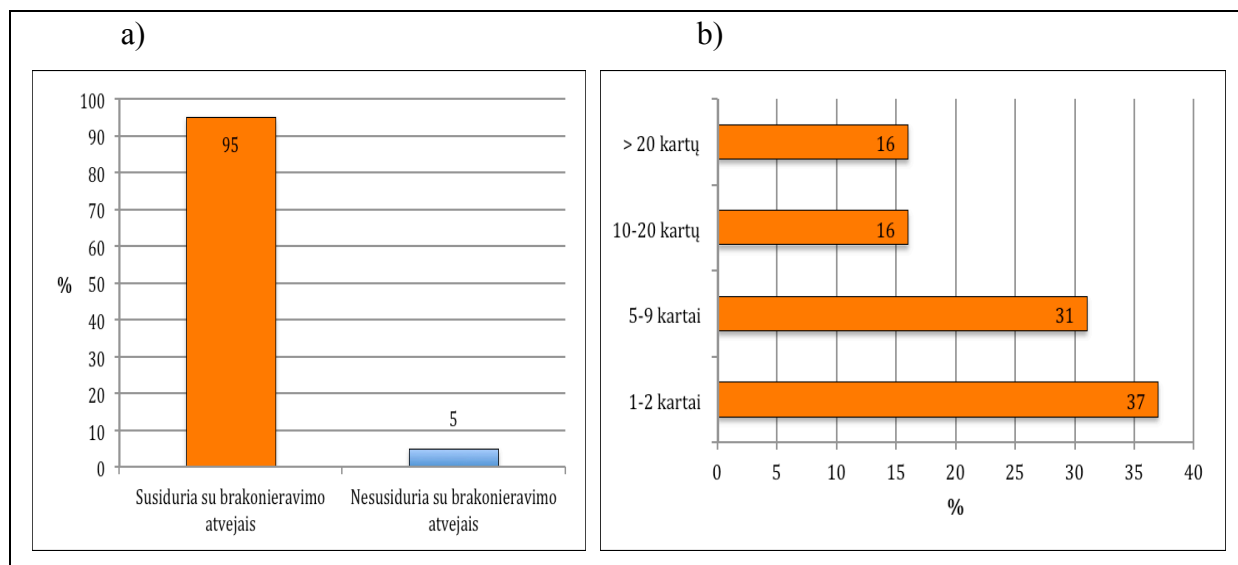 a)
b)
100
90
80
70
60
50
40
30
20
10
0
%
95
5
Susiduria su brakonieravimo
atvejais
Nesusiduria su brakonieravimo
atvejais
> 20 kartų
16
10-20 kartų
16
5-9 kartai
31
1-2 kartai
37
0 5 10 15 20 25 30 35 40
%